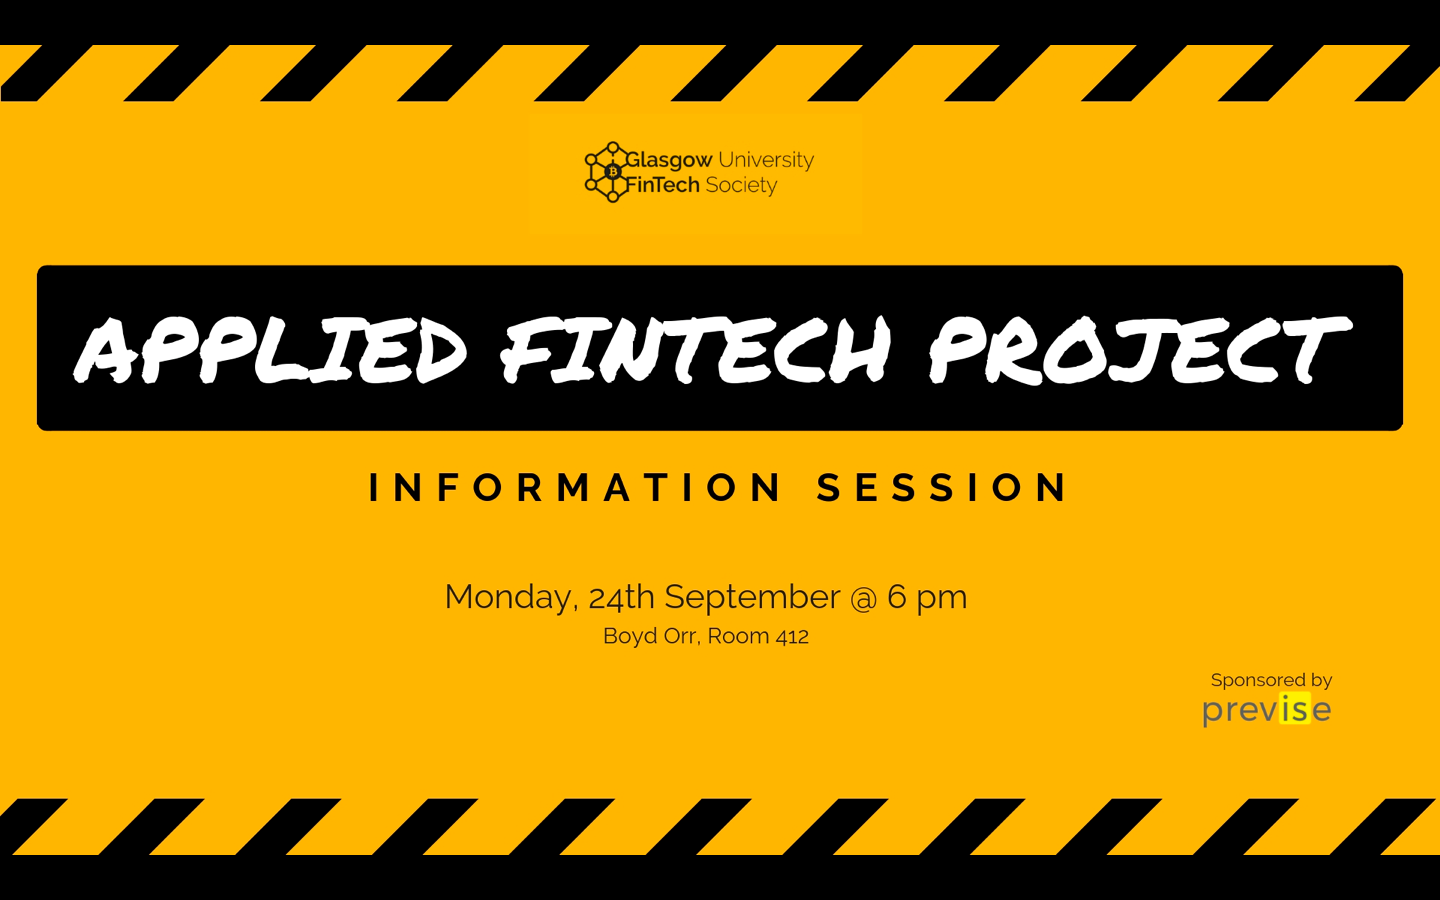 Glasgow University
FinTech Society
APPLIED FINTECH PROJECT
INFORMATION SESSION
Monday, 24th September @ 6 pm
Boyd Orr, Room 412
Sponsored by
previse